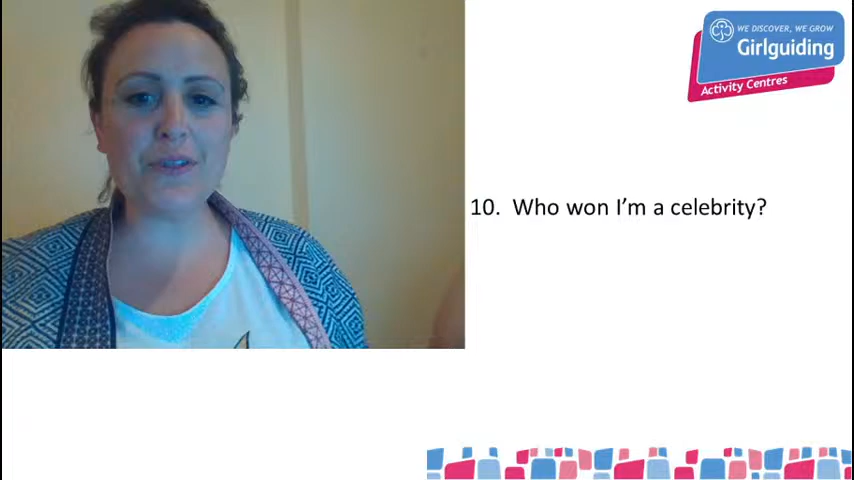 WE DISCOVER, WE GROW
Girlguiding
Activity Centres
10. Who won I'm a celebrity?